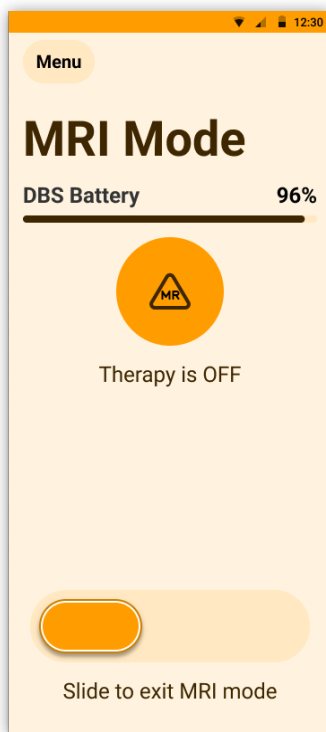 12:30
Menu
MRI Mode
DBS Battery 96%
MR
Therapy is OFF
Slide to exit MRI mode